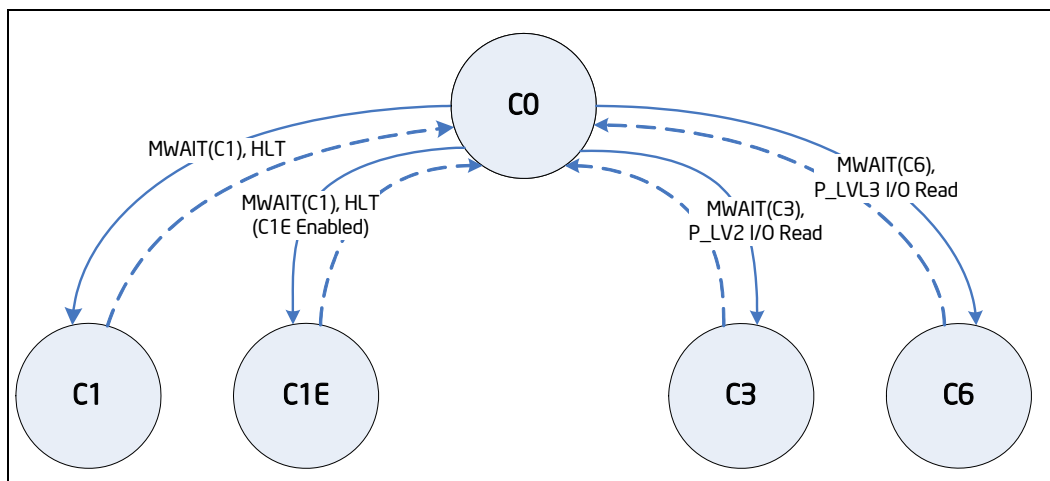 C0
MWAIT(C1), HLT
MWAIT(C1), HLT
(C1E Enabled)
MWAIT(C3),
P_LV2 I/O Read
MWAIT(C6),
P_LVL3 I/O Read
C1
C1E
C3
C6